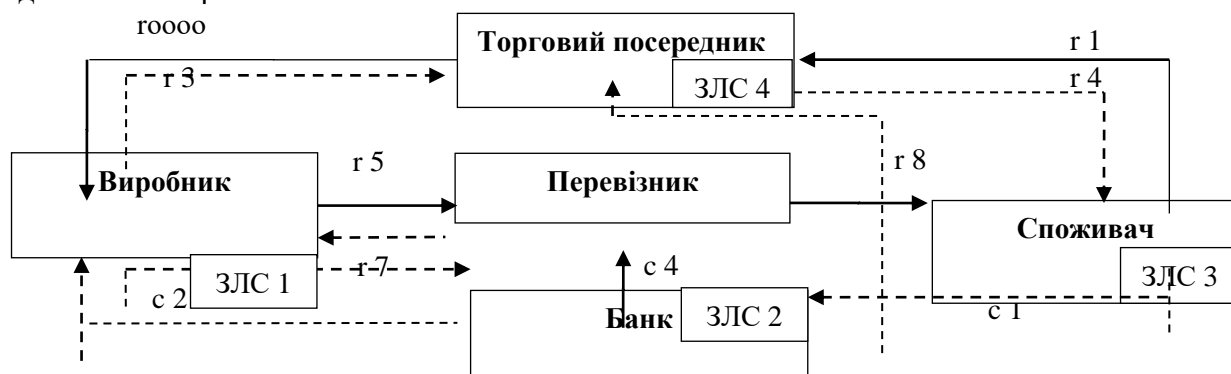 roooo
Торговий посередник
r 1
r 3
ЗЛС 4
r 4
Виробник
r 5
Перевізник
r 8
Споживач
ЗЛС 1
r 7
c 4
ЗЛС 3
c 2
Банк
ЗЛС 2
c 1